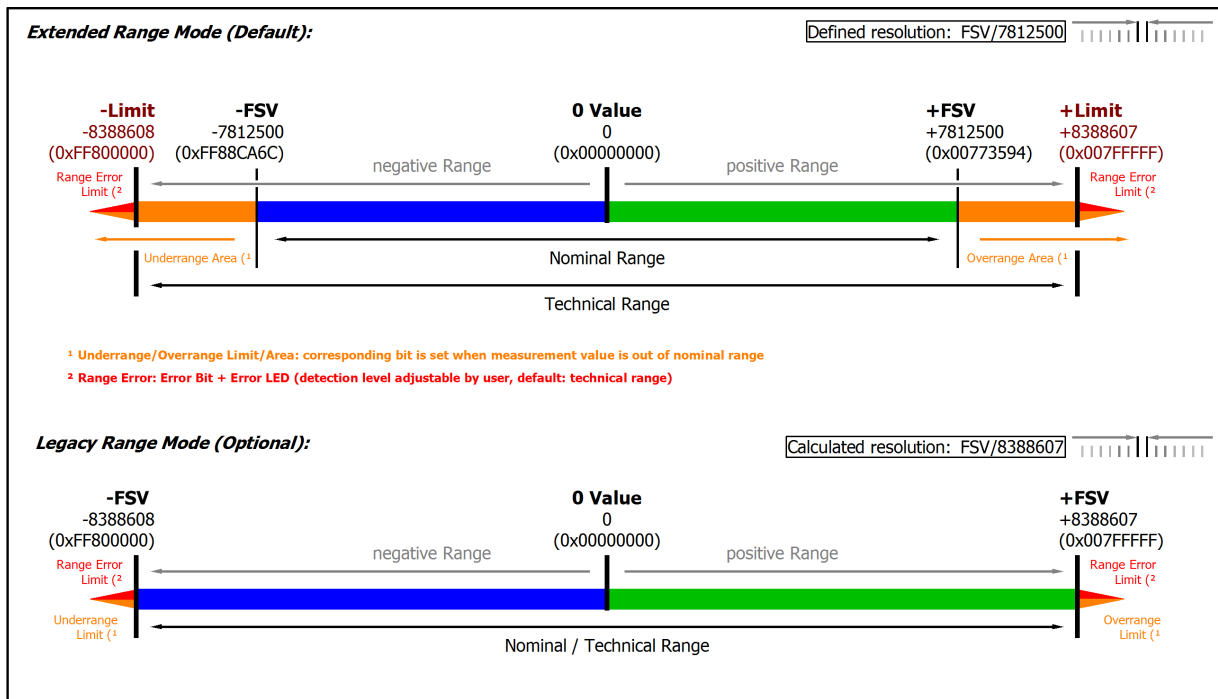 Extended Range Mode (Default):
Defined resolution: FSV/7812500
-Limit
-8388608
(0xFF800000)
-FSV
-7812500
(0xFF88CA6C)
0 Value
0
(0x00000000)
+FSV
+7812500
(0x00773594)
+Limit
+8388607
(0x007FFFFF)
negative Range
positive Range
Range Error
Limit (²
Range Error
Limit (²
Underrange Area (¹
Nominal Range
Overrange Area (¹
Technical Range
¹ Underrange/Overrange Limit/Area: corresponding bit is set when measurement value is out of nominal range
² Range Error: Error Bit + Error LED (detection level adjustable by user, default: technical range)
Legacy Range Mode (Optional):
Calculated resolution: FSV/8388607
-FSV
-8388608
(0xFF800000)
0 Value
0
(0x00000000)
+FSV
+8388607
(0x007FFFFF)
negative Range
positive Range
Range Error
Limit (²
Range Error
Limit (²
Underrange
Limit (¹
Overrange
Limit (¹
Nominal / Technical Range